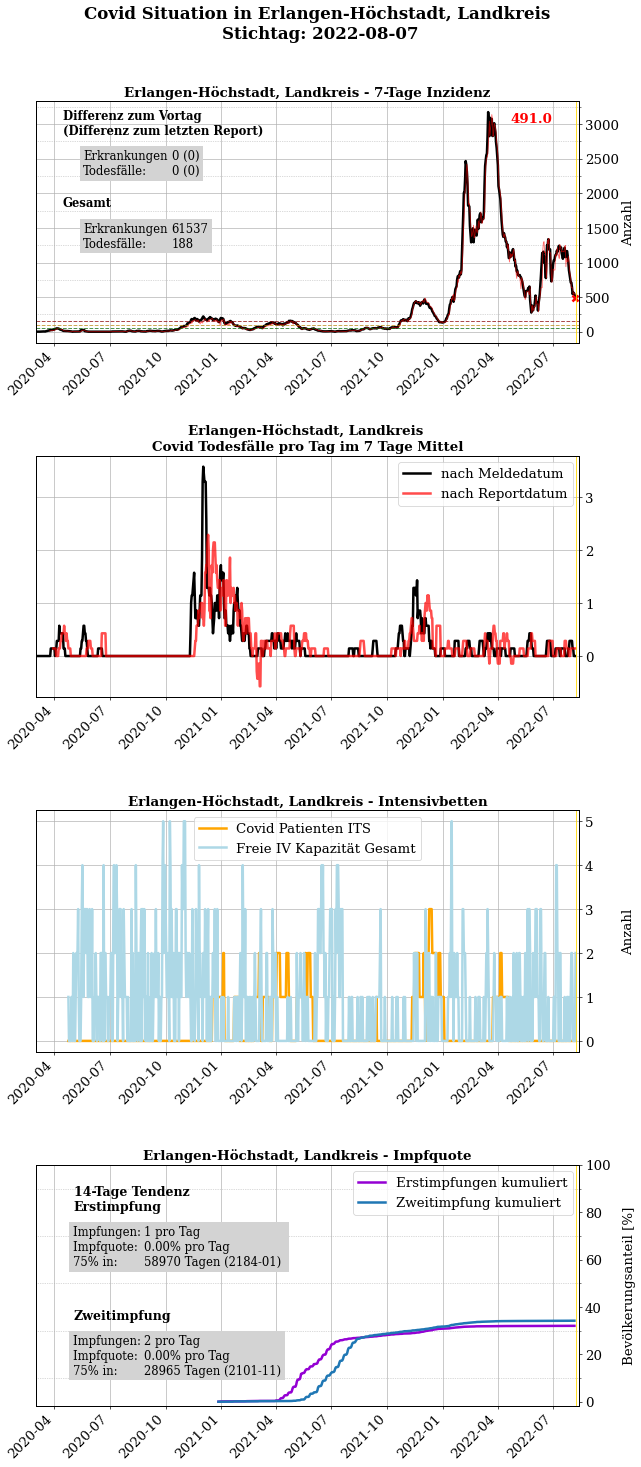 Covid Situation in Erlangen-Höchstadt, Landkreis
Stichtag: 2022-08-07
Erlangen-Höchstadt, Landkreis - 7-Tage Inzidenz
Differenz zum Vortag
(Differenz zum letzten Report)
Erkrankungen 0 (0)
Todesfälle: 0 (0)
Gesamt
Erkrankungen 61537
Todesfälle: 188
491.0
3000
2500
2000
1500
1000
500
0
Anzahl
2020-04 2020-07 2020-10 2021-01 2021-04 2021-07 2021-10 2022-01 2022-04 2022-07
Erlangen-Höchstadt, Landkreis
Covid Todesfälle pro Tag im 7 Tage Mittel
nach Meldedatum
nach Reportdatum
3
2
1
0
2020-04 2020-07 2020-10 2021-01 2021-04 2021-07 2021-10 2022-01 2022-04 2022-07
Erlangen-Höchstadt, Landkreis - Intensivbetten
Covid Patienten ITS
Freie IV Kapazität Gesamt
5
4
3
2
1
0
Anzahl
2020-04 2020-07 2020-10 2021-01 2021-04 2021-07 2021-10 2022-01 2022-04 2022-07
Erlangen-Höchstadt, Landkreis - Impfquote
14-Tage Tendenz
Erstimpfung
Impfungen: 1 pro Tag
Impfquote: 0.00% pro Tag
75% in: 58970 Tagen (2184-01)
Zweitimpfung
Impfungen: 2 pro Tag
Impfquote: 0.00% pro Tag
75% in: 28965 Tagen (2101-11)
Erstimpfungen kumuliert
Zweitimpfung kumuliert
100
80
60
40
20
0
Bevölkerungsanteil [%]
2020-04 2020-07 2020-10 2021-01 2021-04 2021-07 2021-10 2022-01 2022-04 2022-07